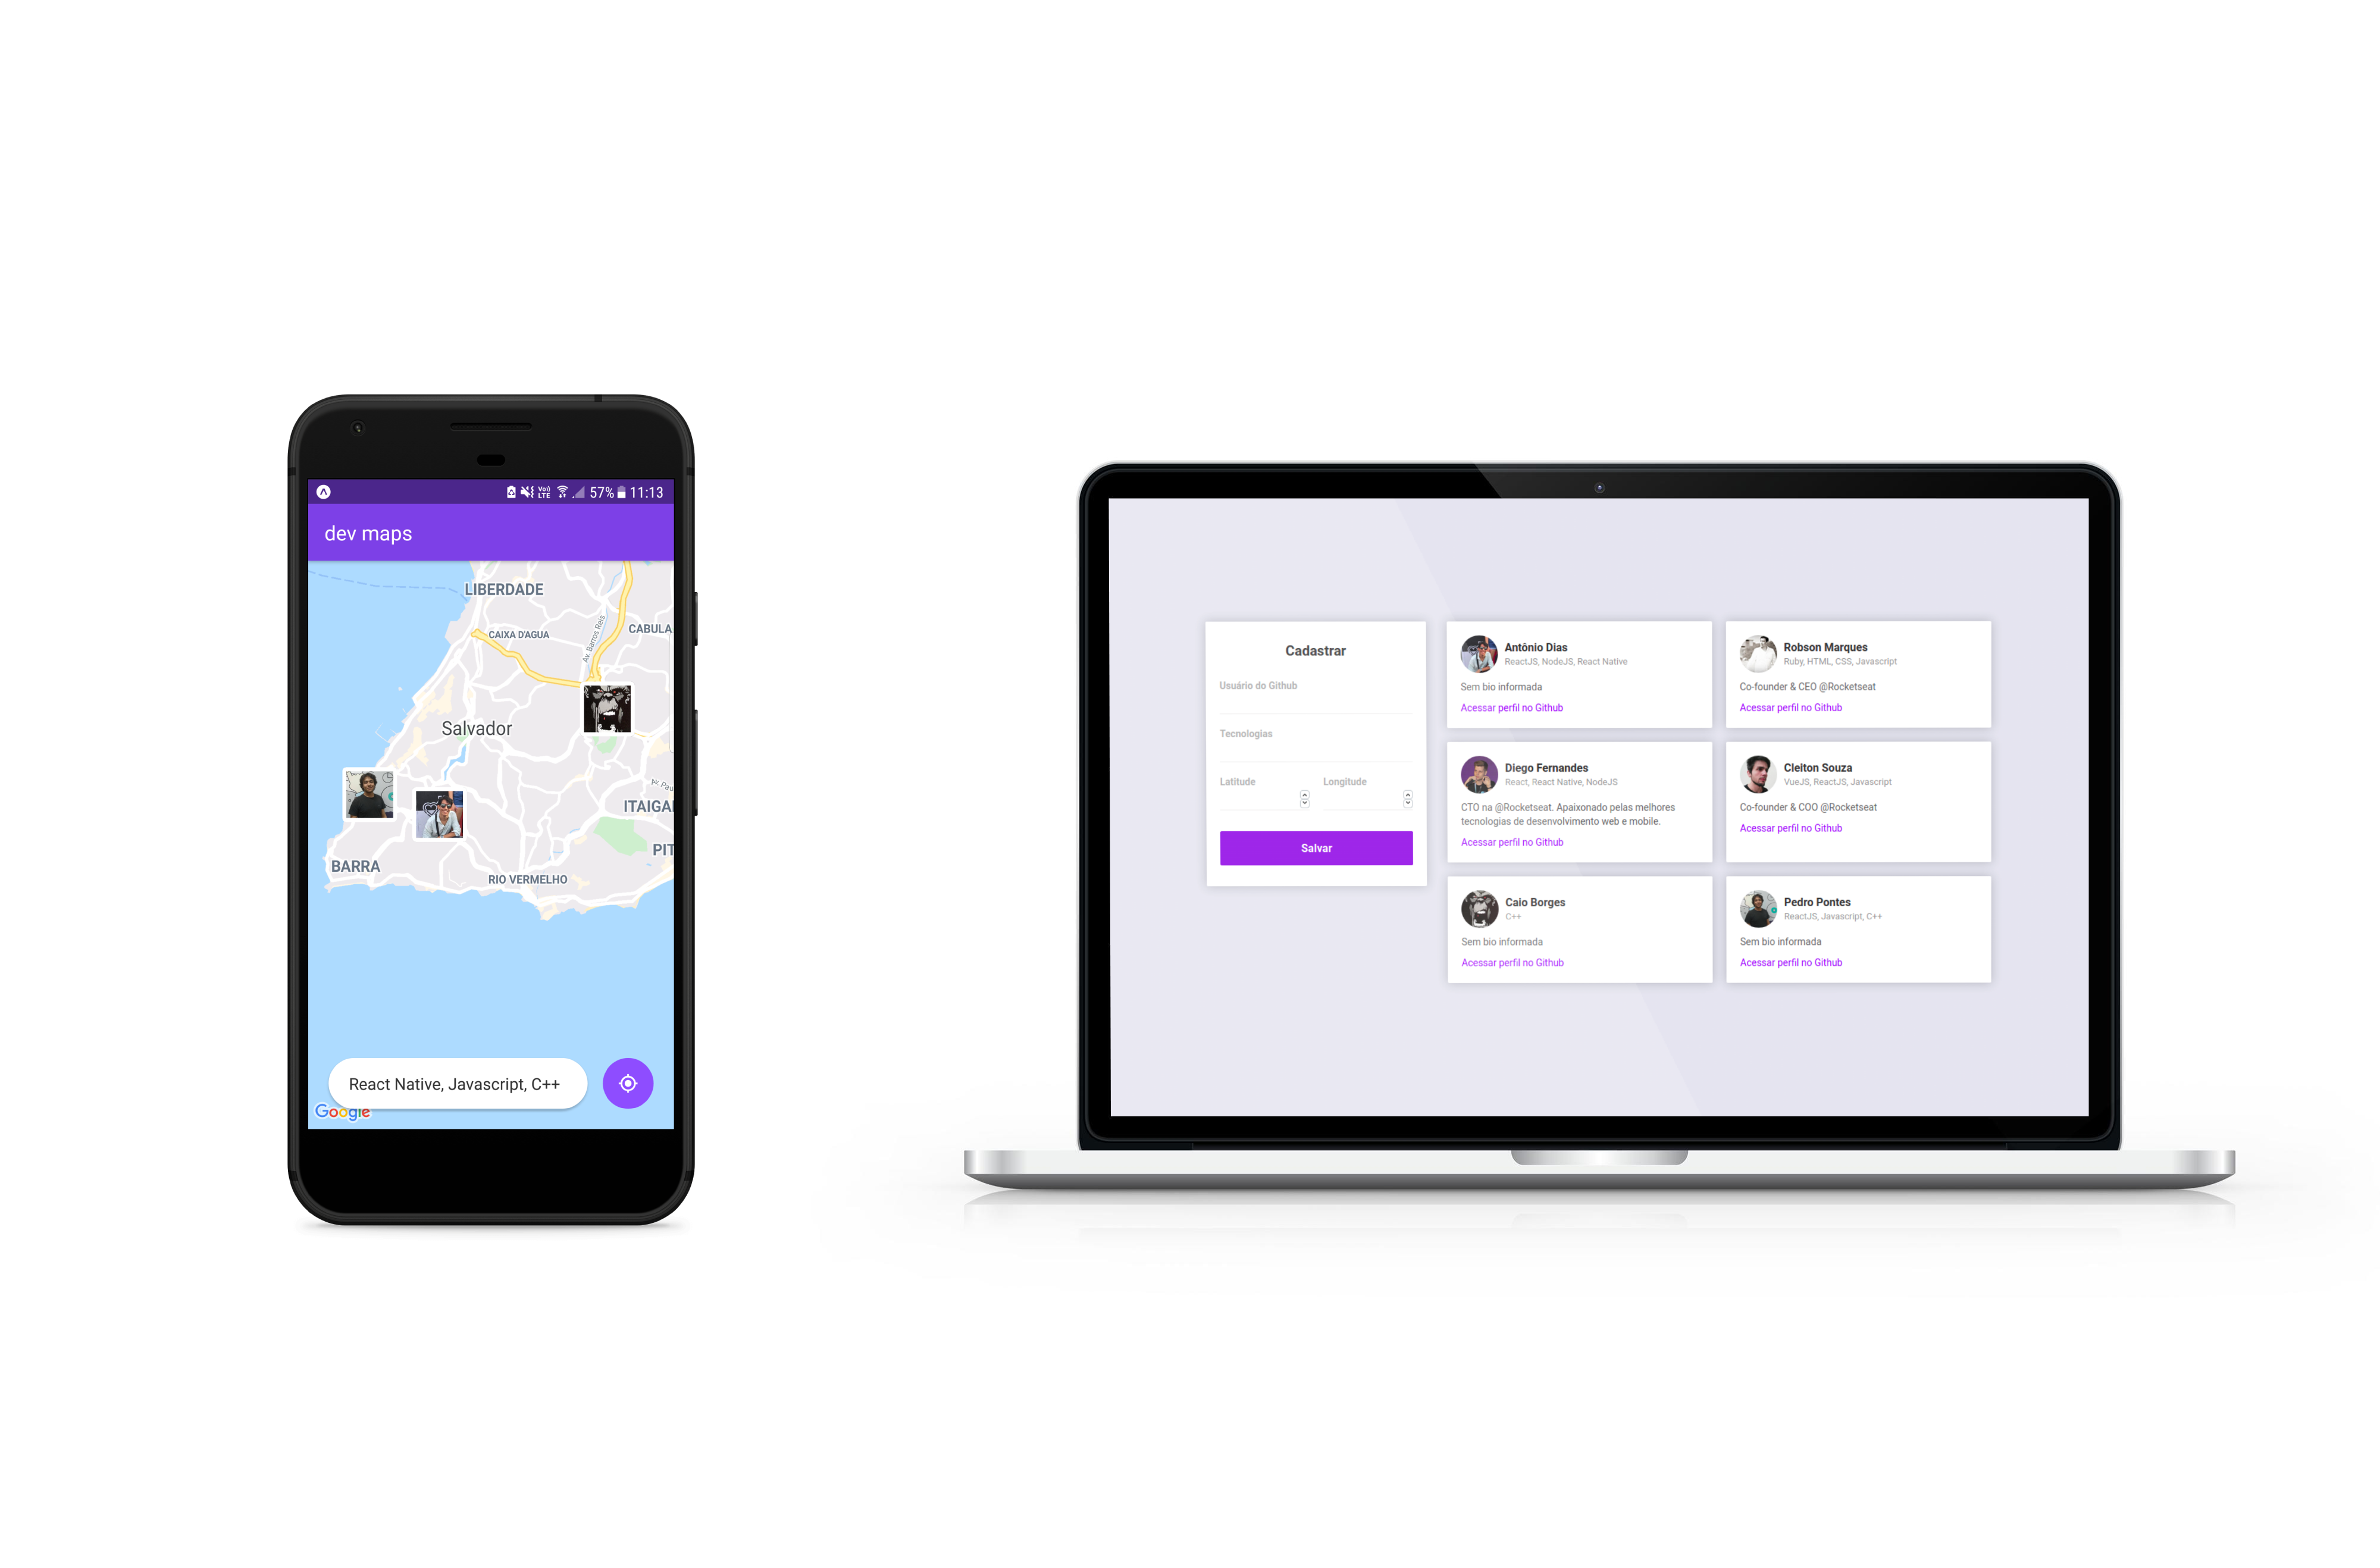 57% 11:13
dev maps
LIBERDADE
CAIXA D'AGUA
Av. Barros Reis
CABULA
Salvador
Av. Pau
ITAIGA
PIT
BARRA
RIO VERMELHO
React Native, Javascript, C++
Google
Cadastrar
Usuário do Github
Tecnologias
Latitude Longitude
Salvar
Antônio Dias
ReactJS, NodeJS, React Native
Sem bio informada
Acessar perfil no Github
Robson Marques
Ruby, HTML, CSS, Javascript
Co-founder & CEO @Rocketseat
Acessar perfil no Github
Diego Fernandes
React, React Native, NodeJS
CTO na @Rocketseat. Apaixonado pelas melhores
tecnologias de desenvolvimento web e mobile.
Acessar perfil no Github
Cleiton Souza
VueJS, ReactJS, Javascript
Co-founder & COO @Rocketseat
Acessar perfil no Github
Caio Borges
C++
Sem bio informada
Acessar perfil no Github
Pedro Pontes
ReactJS, Javascript, C++
Sem bio informada
Acessar perfil no Github